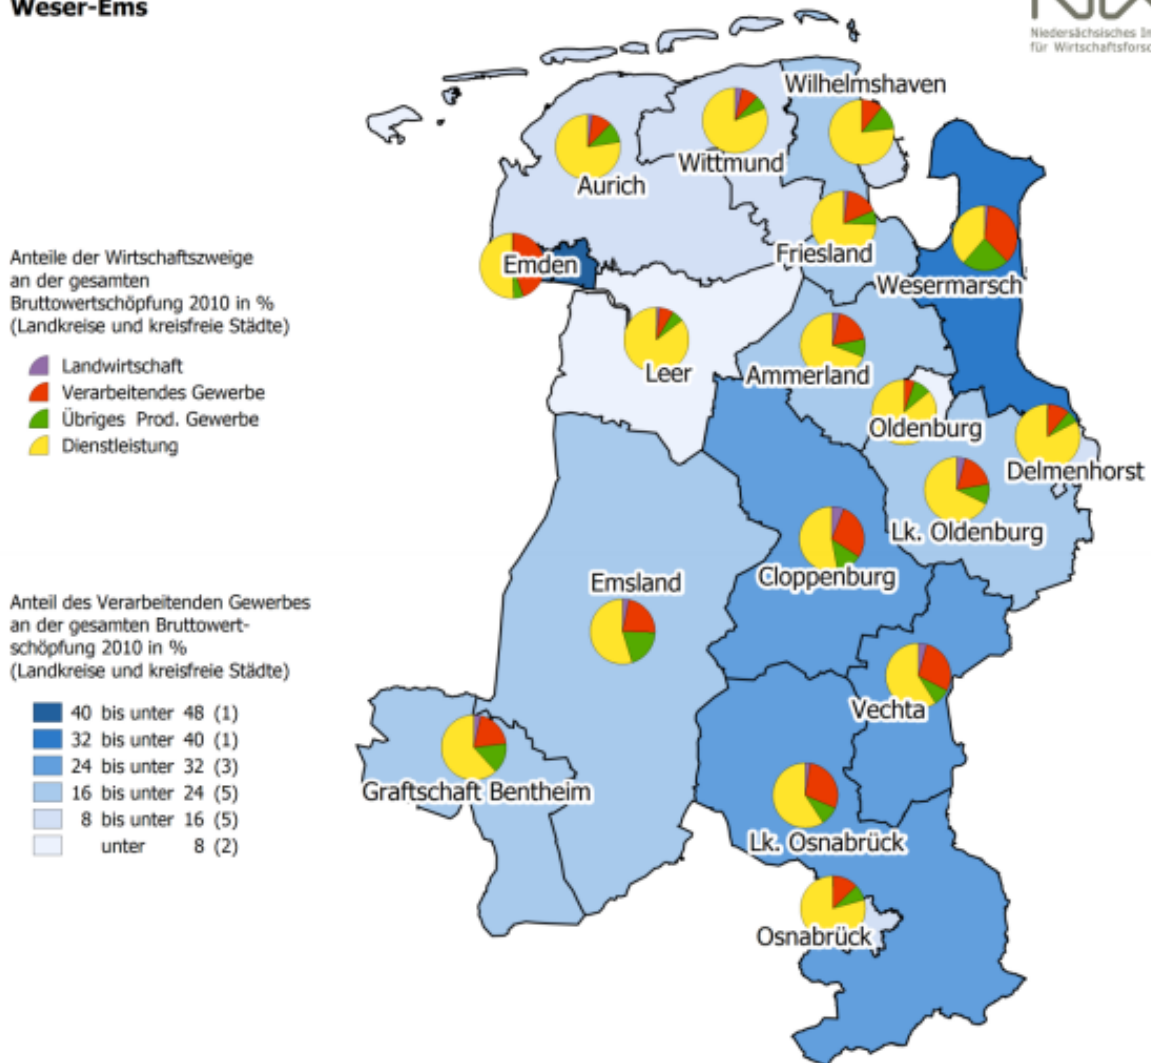 Weser-Ems
Niedersächsisches
für
Wilhelmshaven
Wittmund
Aurich
Friesland
Emden
Wesermarsch
Anteile der Wirtschaftszweige
an der gesamten
Bruttowertschöpfung 2010 in %
(Landkreise und kreisfreie Städte)
Landwirtschaft
Verarbeitendes Gewerbe
Übriges Prod. Gewerbe
Dienstleistung
Leer
Ammerland
Oldenburg
Delmenhorst
Lk. Oldenburg
Cloppenburg
Emsland
Vechta
Graftschaft Bentheim
Lk. Osnabrück
Osnabrück
Anteil des Verarbeitenden Gewerbes
an der gesamten Bruttowert-
schöpfung 2010 in %
(Landkreise und kreisfreie Städte)
40 bis unter 48 (1)
32 bis unter 40 (1)
24 bis unter 32 (3)
16 bis unter 24 (5)
8 bis unter 16 (5)
unter 8 (2)